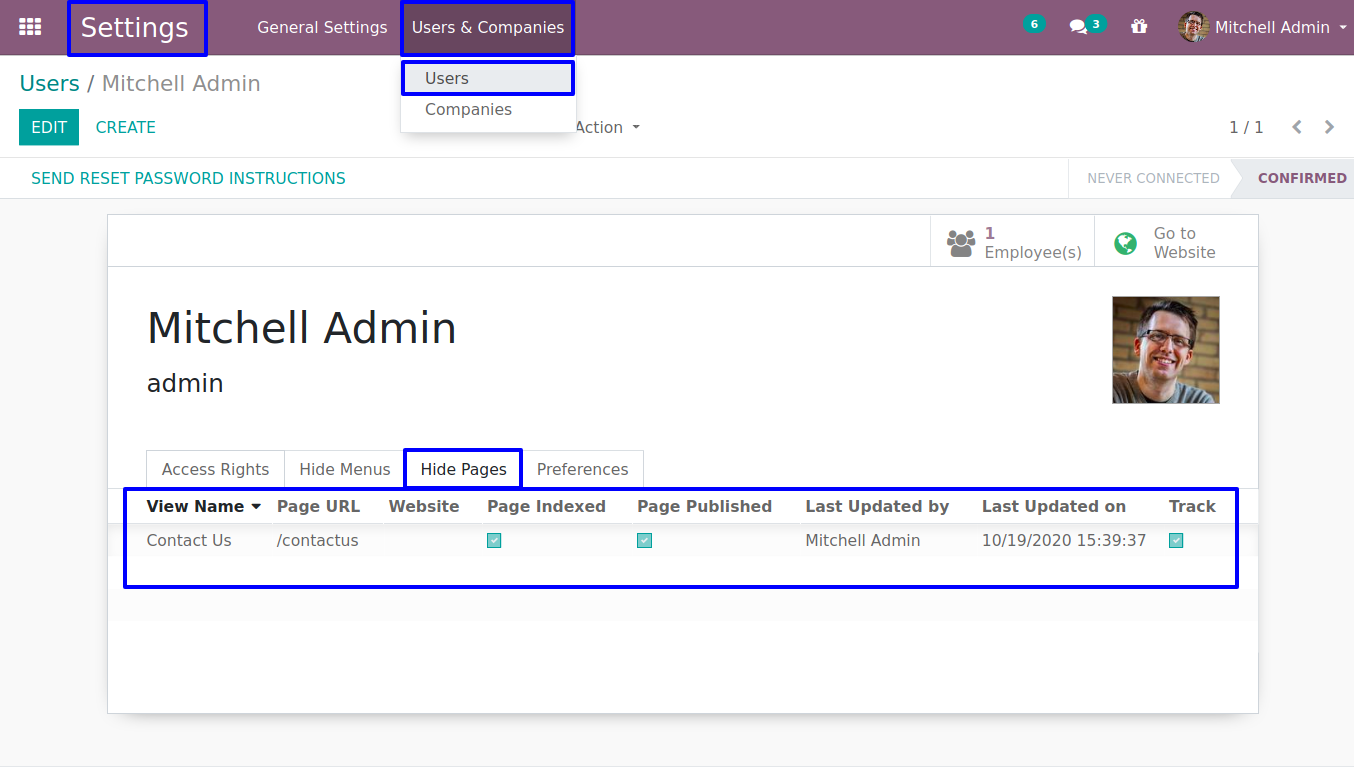 Settings General Settings Users & Companies 6 3 Mitchell Admin
Users
Companies
Users / Mitchell Admin
EDIT CREATE Action 1 / 1
SEND RESET PASSWORD INSTRUCTIONS NEVER CONNECTED CONFIRMED
1
Employee(s)
Go to
Website
Mitchell Admin
admin
Access Rights Hide Menus Hide Pages Preferences
View Name Page URL Website Page Indexed Page Published Last Updated by Last Updated on Track
Contact Us /contactus Mitchell Admin 10/19/2020 15:39:37